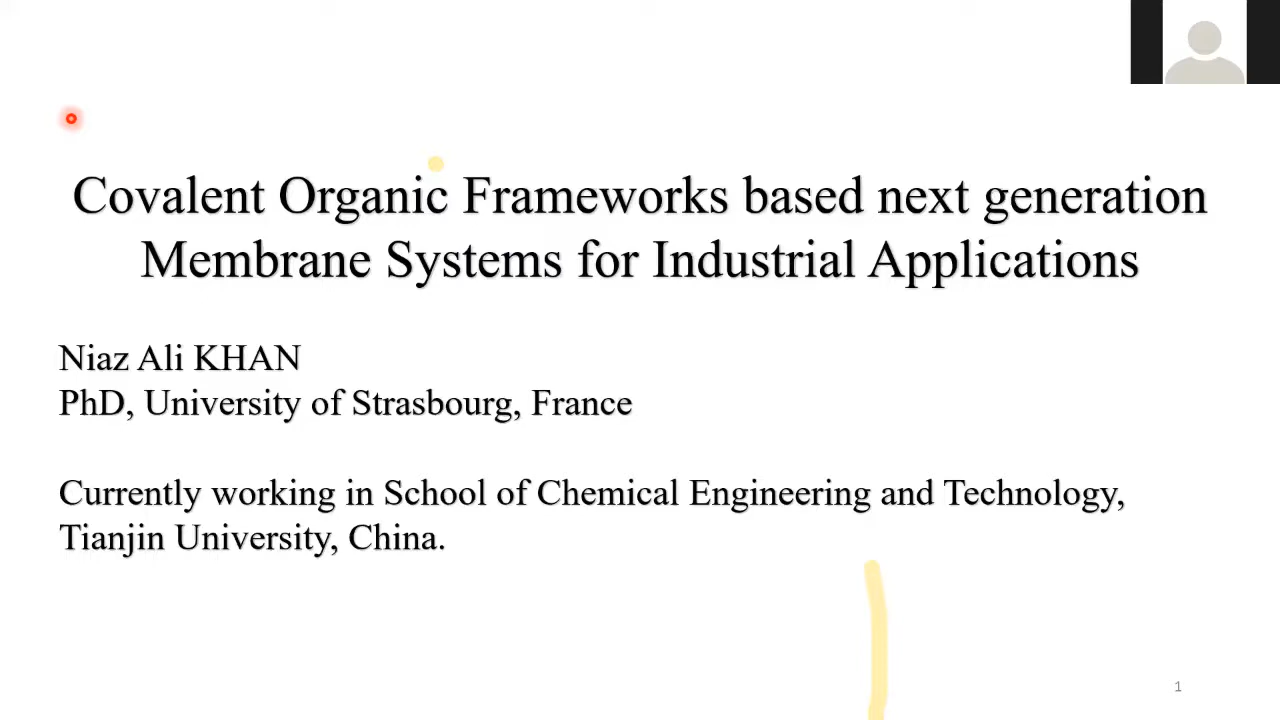 Covalent Organic Frameworks based next generation
Membrane Systems for Industrial Applications
Niaz Ali KHAN
PhD, University of Strasbourg, France
Currently working in School of Chemical Engineering and Technology,
Tianjin University, China.
1